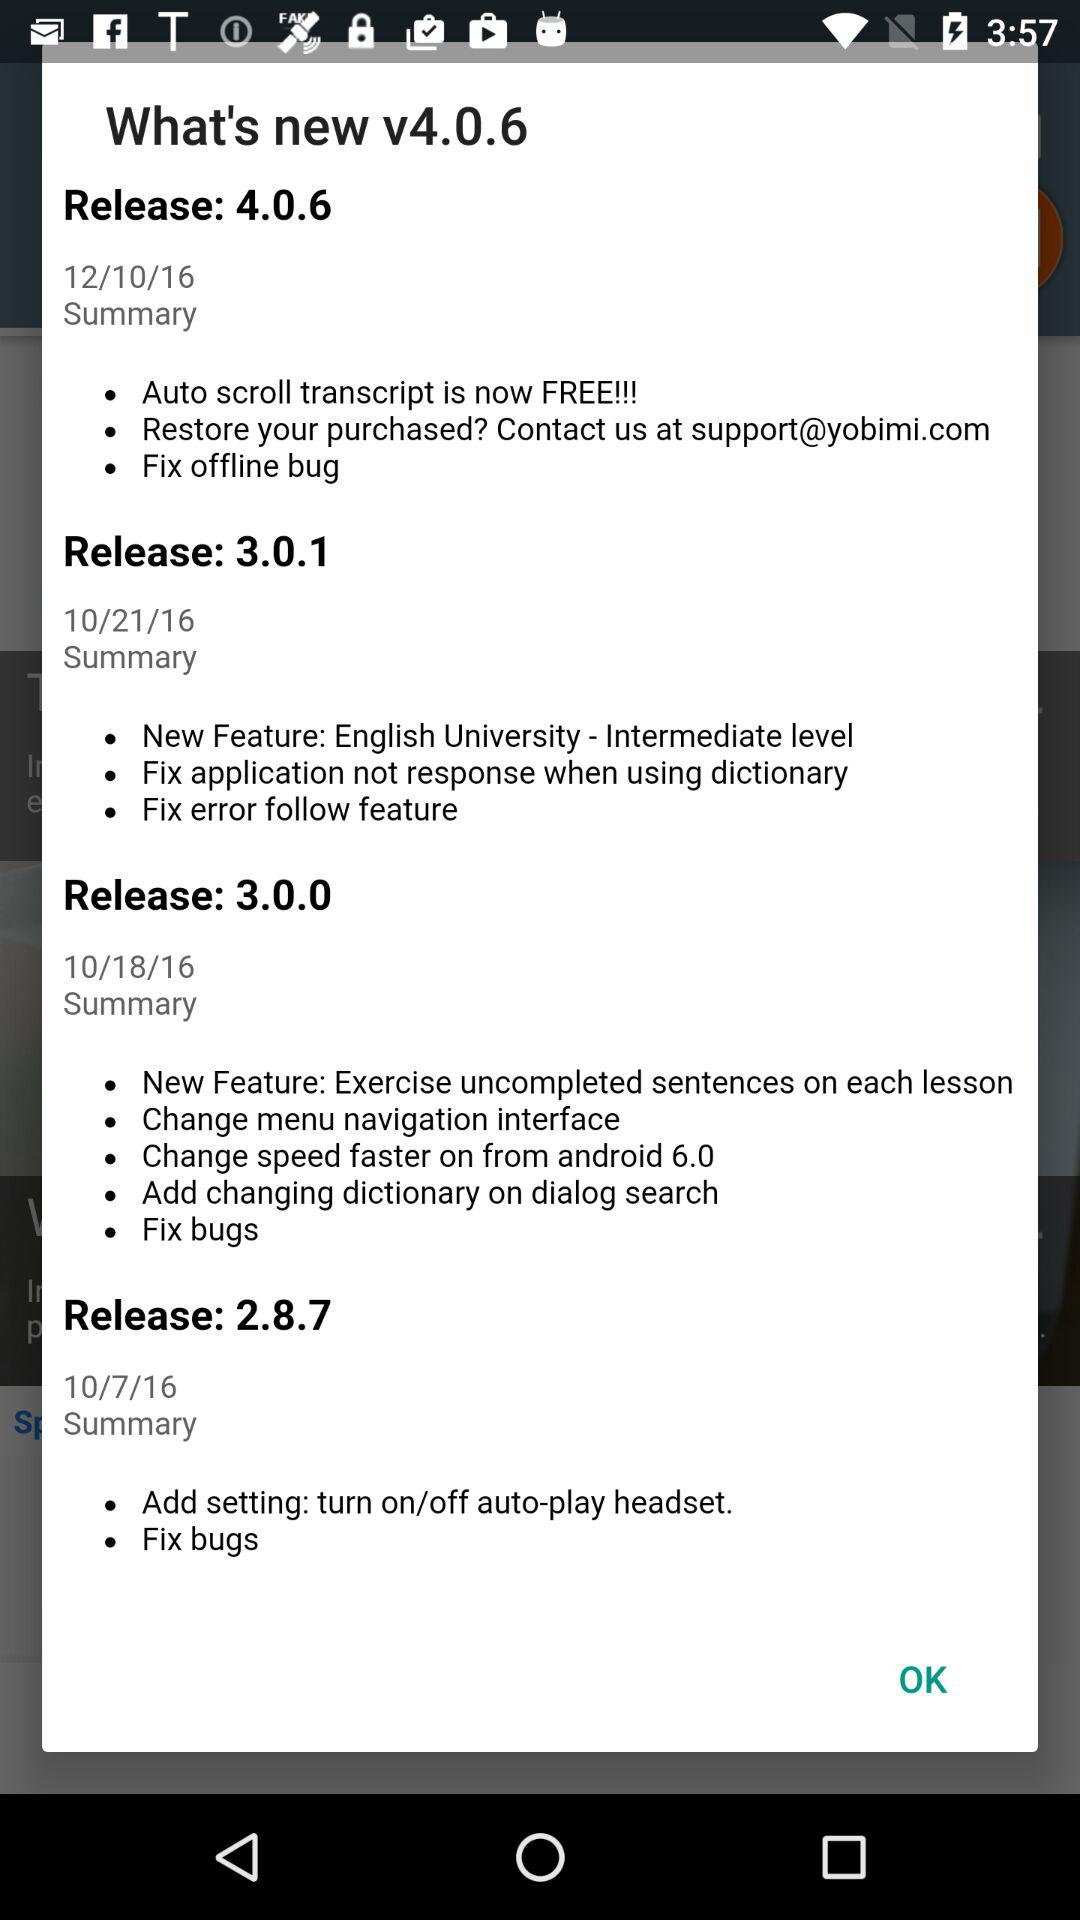 FAKE
3:57
What's new v4.0.6
Release: 4.0.6
12/10/16
Summary
• Auto scroll transcript is now FREE!!!
• Restore your purchased? Contact us at support@yobimi.com
• Fix offline bug
Release: 3.0.1
10/21/16
Summary
• New Feature: English University - Intermediate level
• Fix application not response when using dictionary
• Fix error follow feature
Release: 3.0.0
10/18/16
Summary
• New Feature: Exercise uncompleted sentences on each lesson
• Change menu navigation interface
• Change speed faster on from android 6.0
• Add changing dictionary on dialog search
• Fix bugs
Release: 2.8.7
10/7/16
Summary
• Add setting: turn on/off auto-play headset.
• Fix bugs
OK